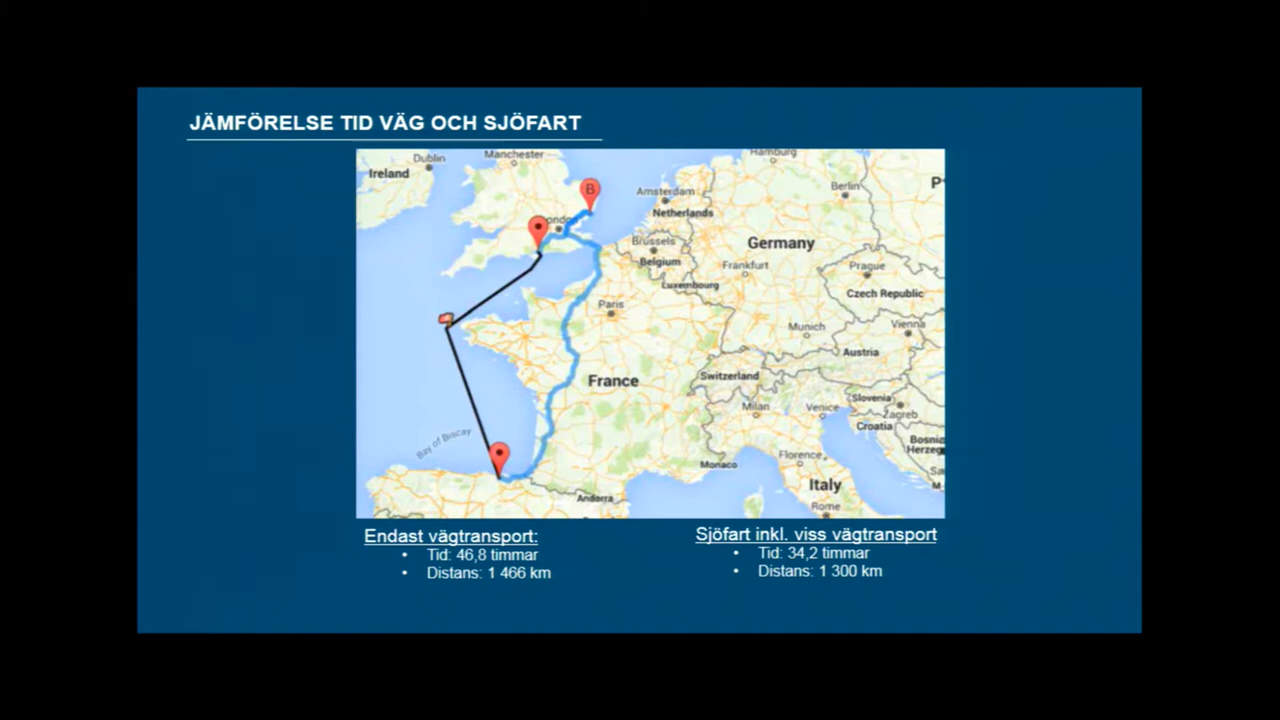 JÄMFÖRELSE TID VÄG OCH SJÖFART
Manchester
Hamburg
Dublin
Ireland
Berlin
B
Amsterdam
Netherlands
Brussels
Germany
Belgium
Frankfurt
Prague
Luxembourg
Czech Republic
Paris
Munich
Vienna
Austria
France
Switzerland
Slovenia
Milan
Venice
Zagreb
Croatia
Bay of Biscay
Florence
Monaco
Italy
Andorra
Rome
Endast vägtransport:
• Tid: 46,8 timmar
• Distans: 1 466 km
Sjöfart inkl. viss vägtransport
• Tid: 34,2 timmar
• Distans: 1 300 km